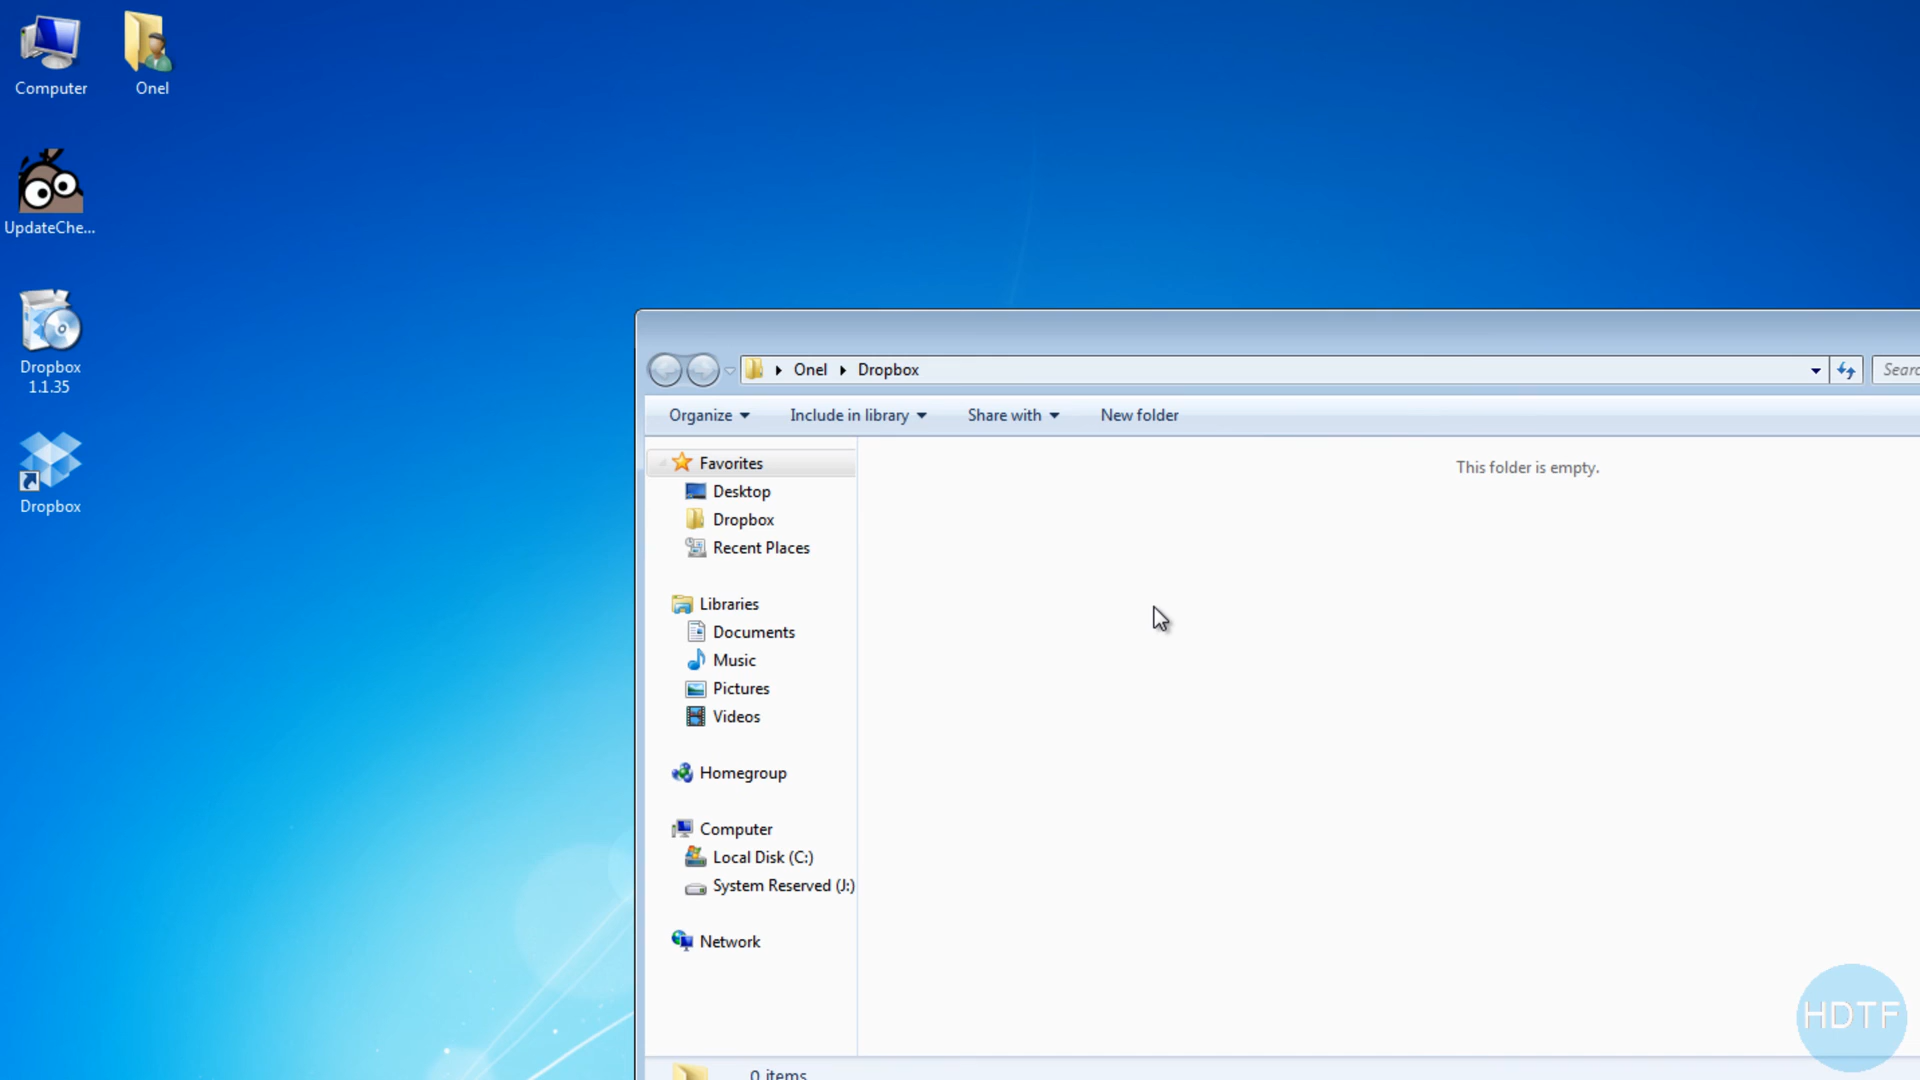 Computer
Onel
UpdateChe...
Dropbox
1.1.35
Dropbox
Onel
Dropbox
Organize
Include in library
Share with
New folder
Favorites
Desktop
Dropbox
Recent Places
Libraries
Documents
Music
Pictures
Videos
Homegroup
Computer
Local Disk (C:)
System Reserved (J:)
Network
This folder is empty.
0 items
HDTF